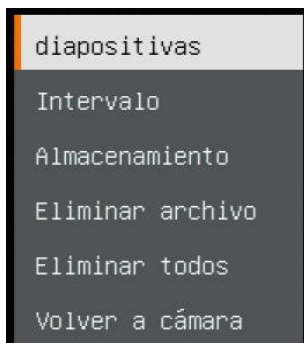 diapositivas
Intervalo
Almacenamiento
Eliminar archivo
Eliminar todos
Volver a cámara